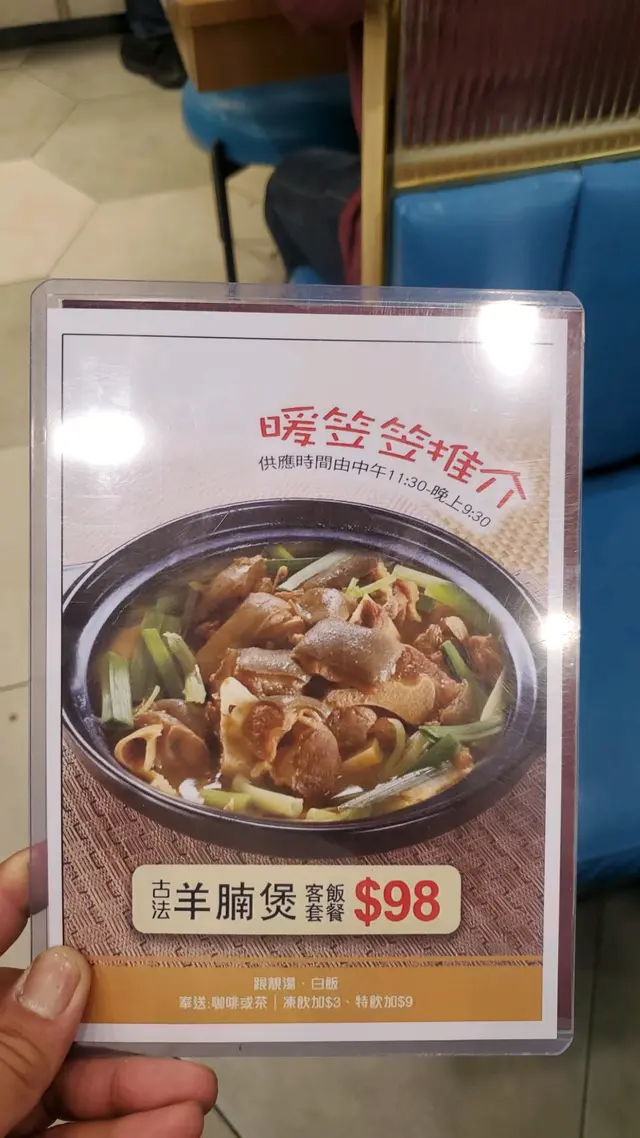 暖笠笠推介
供應時間由中午11:30-晚上9:30
古法羊腩煲客飯套餐 $98
跟靚湯·白飯
奉送:咖啡或茶｜凍飲加$3、特飲加$9